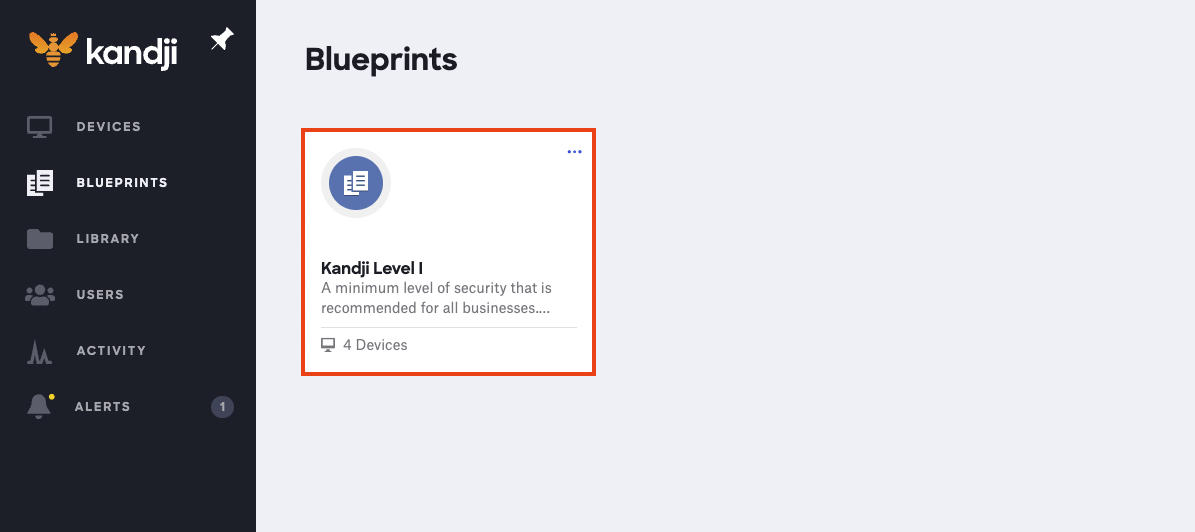 kandji
DEVICES
BLUEPRINTS
LIBRARY
USERS
ACTIVITY
ALERTS 1
Blueprints
...
Kandji Level I
A minimum level of security that is
recommended for all businesses....
4 Devices